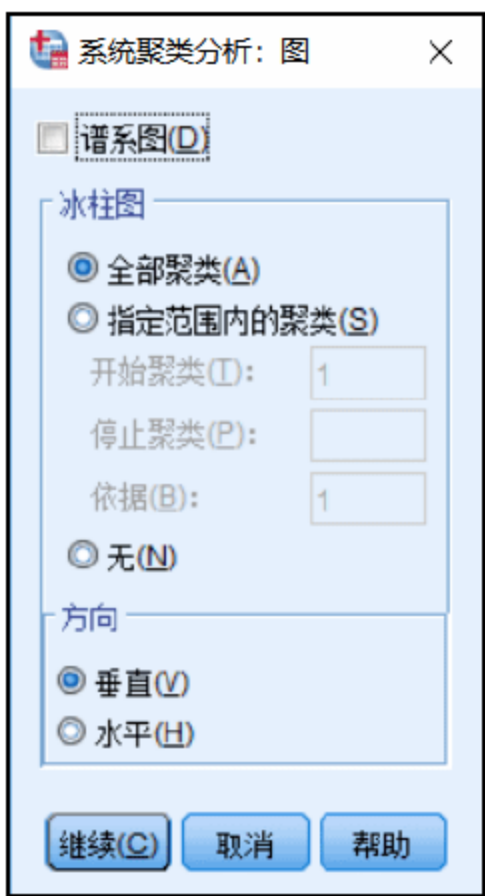 系统聚类分析：图
谱系图(D)
冰柱图
全部聚类(A)
指定范围内的聚类(S)
开始聚类(T)： 1
停止聚类(P)：
依据(B)： 1
无(N)
方向
垂直(V)
水平(H)
继续(C) 取消 帮助